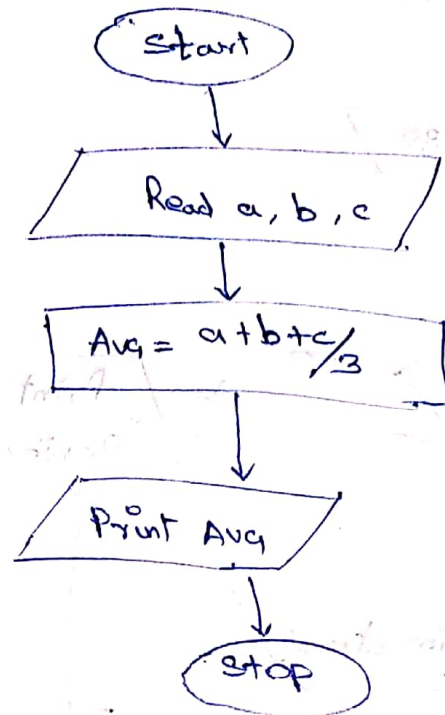 Start
Read a, b, c
Avg = a+b+c/3
Print Avg
Stop